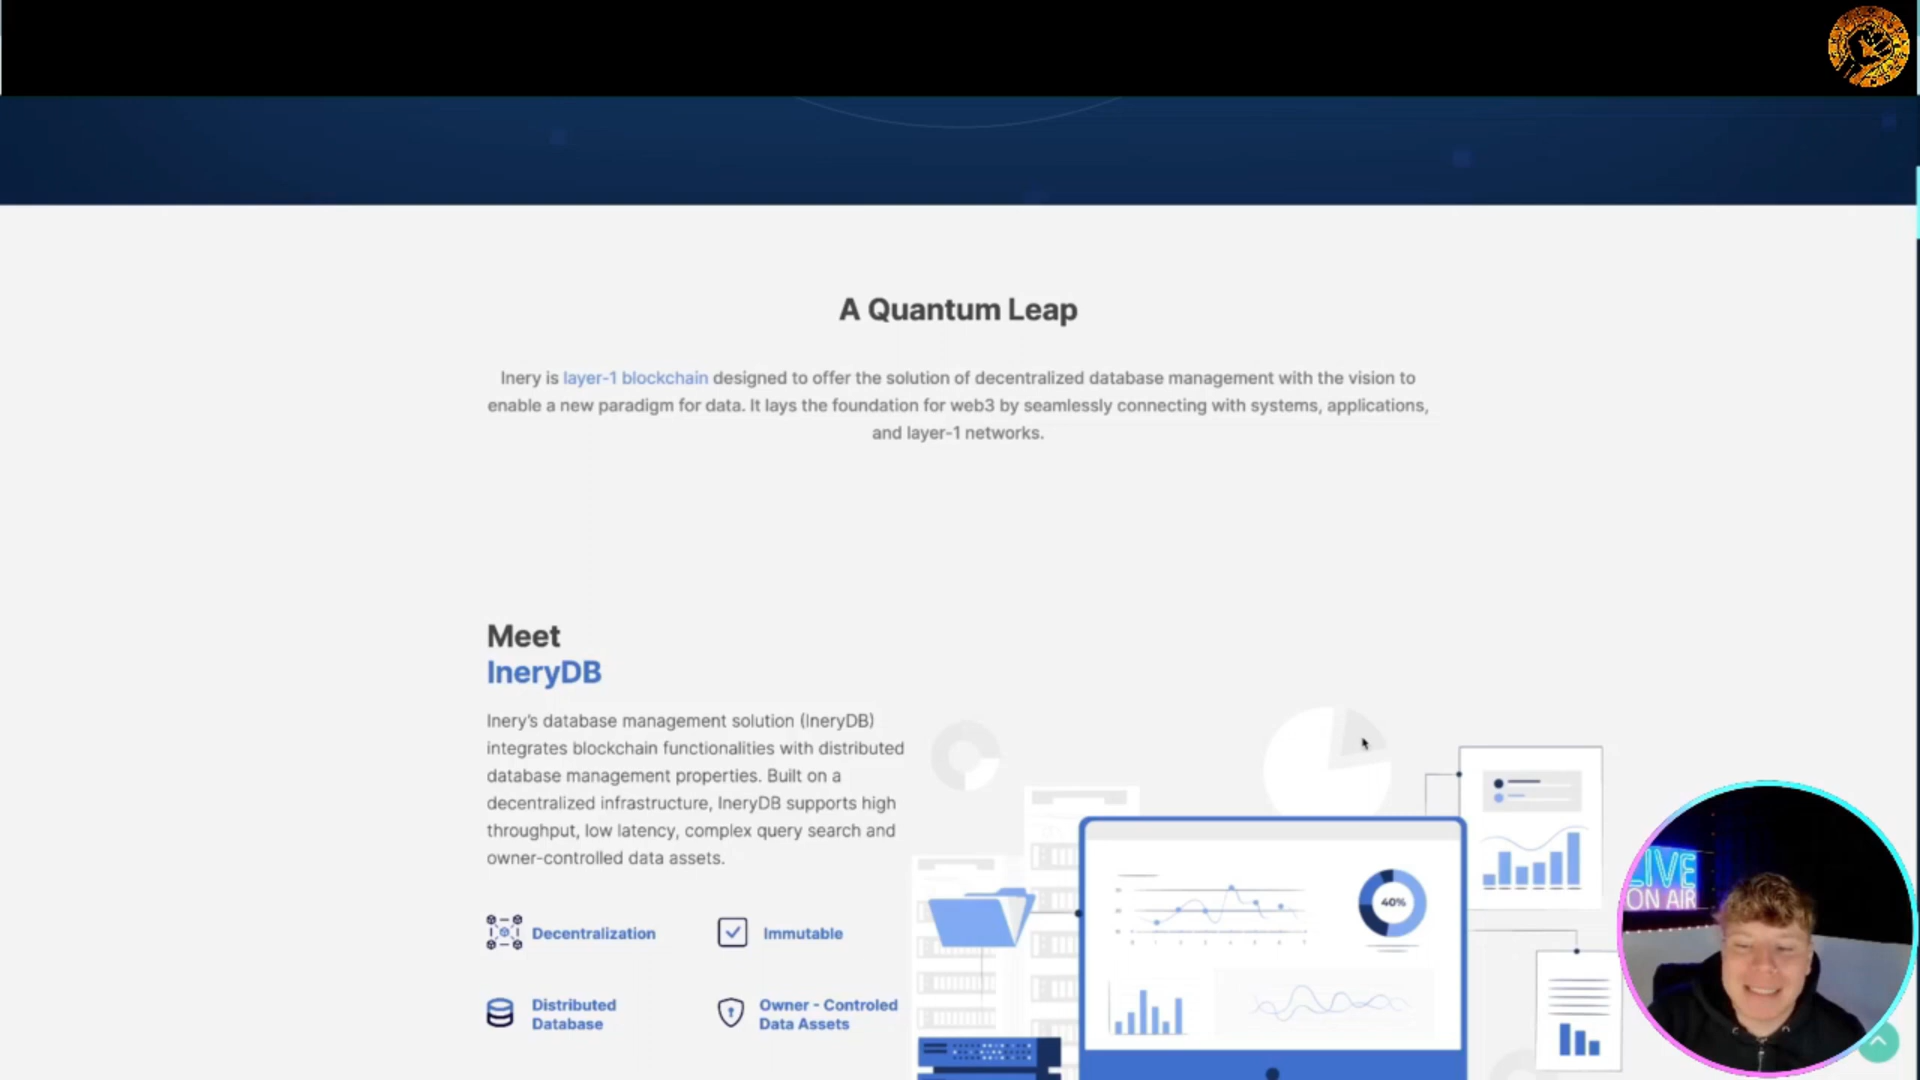 A Quantum Leap
Inery is layer-1 blockchain designed to offer the solution of decentralized database management with the vision to
enable a new paradigm for data. It lays the foundation for web3 by seamlessly connecting with systems, applications,
and layer-1 networks.
Meet
IneryDB
Inery's database management solution (IneryDB)
integrates blockchain functionalities with distributed
database management properties. Built on a
decentralized infrastructure, IneryDB supports high
throughput, low latency, complex query search and
owner-controlled data assets.
Decentralization
Immutable
Distributed
Database
Owner - Controled
Data Assets
40%
LIVE
ON AIR